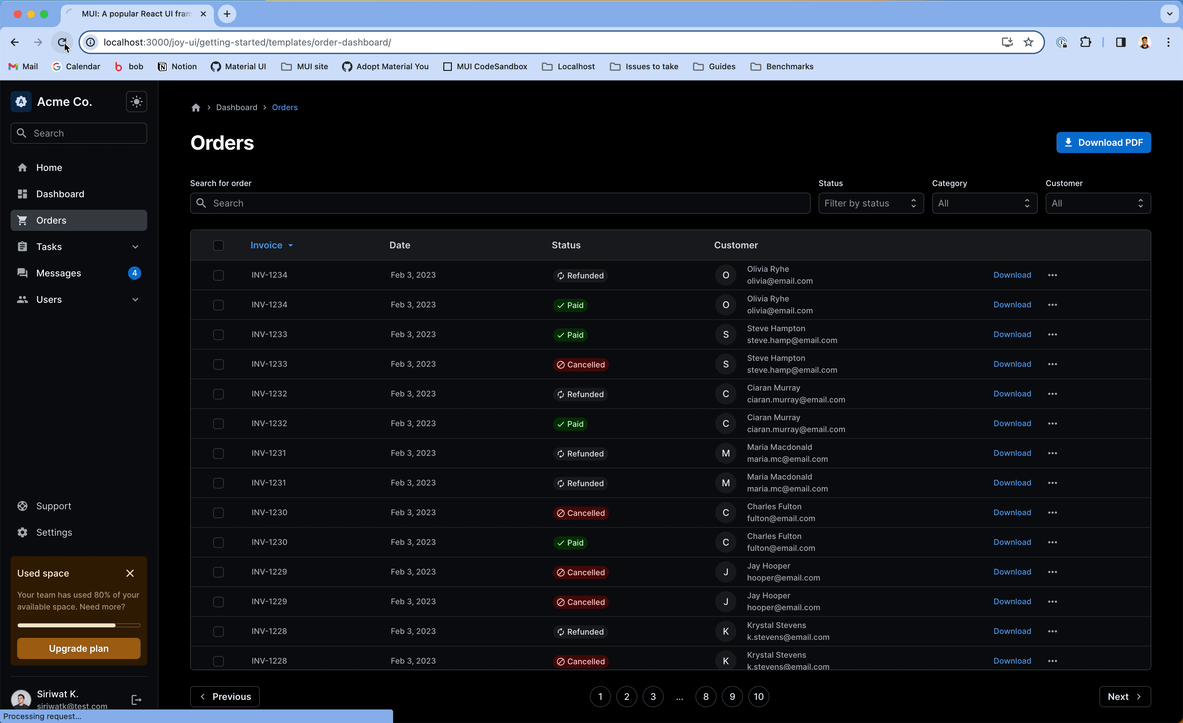 MUI: A popular React UI fram
localhost:3000/joy-ui/getting-started/templates/order-dashboard/
Mail Calendar bob Notion Material UI MUI site Adopt Material You MUI CodeSandbox Localhost Issues to take Guides Benchmarks
Acme Co.
Search
Home
Dashboard
Orders
Tasks
Messages 4
Users
Support
Settings
Used space
Your team has used 80% of your
available space. Need more?
Upgrade plan
Siriwat K.
siriwatk@test.com
Processing request...
Dashboard Orders
Orders
Download PDF
Search for order Status Category Customer
Search Filter by status All All
Invoice Date Status Customer
INV-1234 Feb 3, 2023 Refunded O Olivia Ryhe Download
olivia@email.com
INV-1234 Feb 3, 2023 Paid O Olivia Ryhe Download
olivia@email.com
INV-1233 Feb 3, 2023 Paid S Steve Hampton Download
steve.hamp@email.com
INV-1233 Feb 3, 2023 Cancelled S Steve Hampton Download
steve.hamp@email.com
INV-1232 Feb 3, 2023 Refunded C Ciaran Murray Download
ciaran.murray@email.com
INV-1232 Feb 3, 2023 Paid C Ciaran Murray Download
ciaran.murray@email.com
INV-1231 Feb 3, 2023 Refunded M Maria Macdonald Download
maria.mc@email.com
INV-1231 Feb 3, 2023 Refunded M Maria Macdonald Download
maria.mc@email.com
INV-1230 Feb 3, 2023 Cancelled C Charles Fulton Download
fulton@email.com
INV-1230 Feb 3, 2023 Paid C Charles Fulton Download
fulton@email.com
INV-1229 Feb 3, 2023 Cancelled J Jay Hooper Download
hooper@email.com
INV-1229 Feb 3, 2023 Cancelled J Jay Hooper Download
hooper@email.com
INV-1228 Feb 3, 2023 Refunded K Krystal Stevens Download
k.stevens@email.com
INV-1228 Feb 3, 2023 Cancelled K Krystal Stevens Download
k.stevens@email.com
Previous 1 2 3 ... 8 9 10 Next